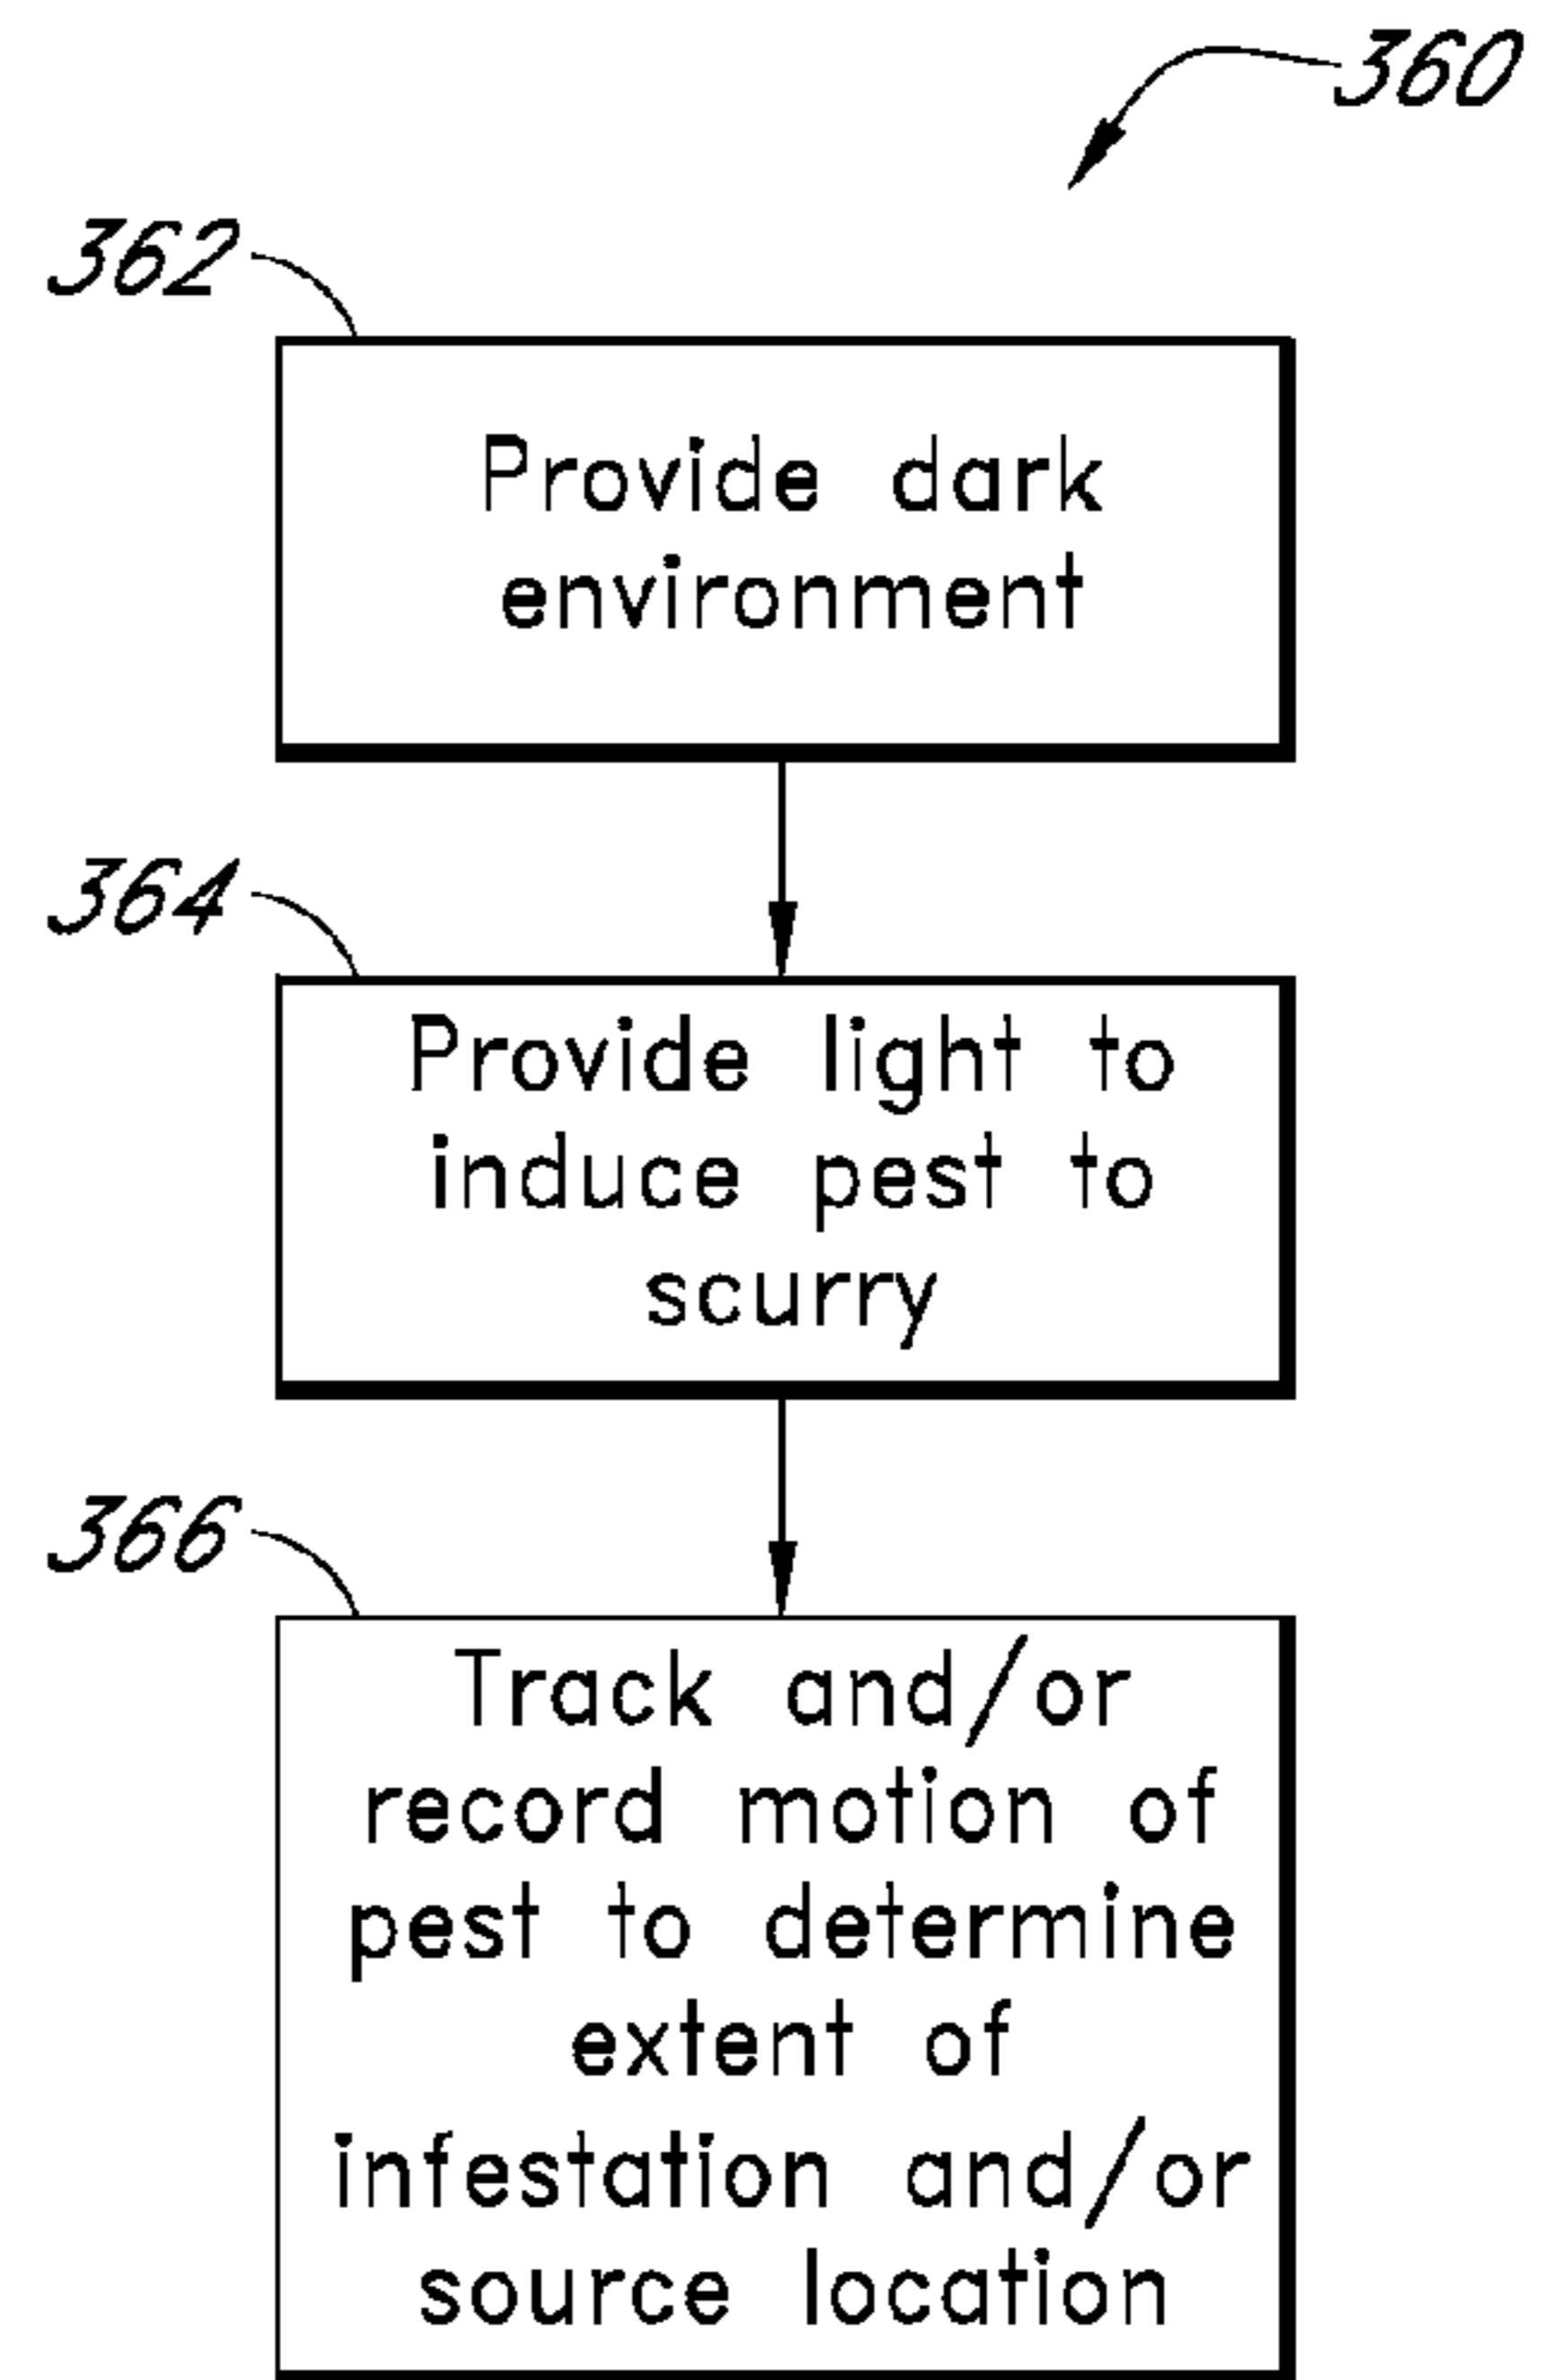 360
362
Provide dark
environment
364
Provide light to
induce pest to
scurry
366
Track and/or
record motion of
pest to determine
extent of
infestation and/or
source location